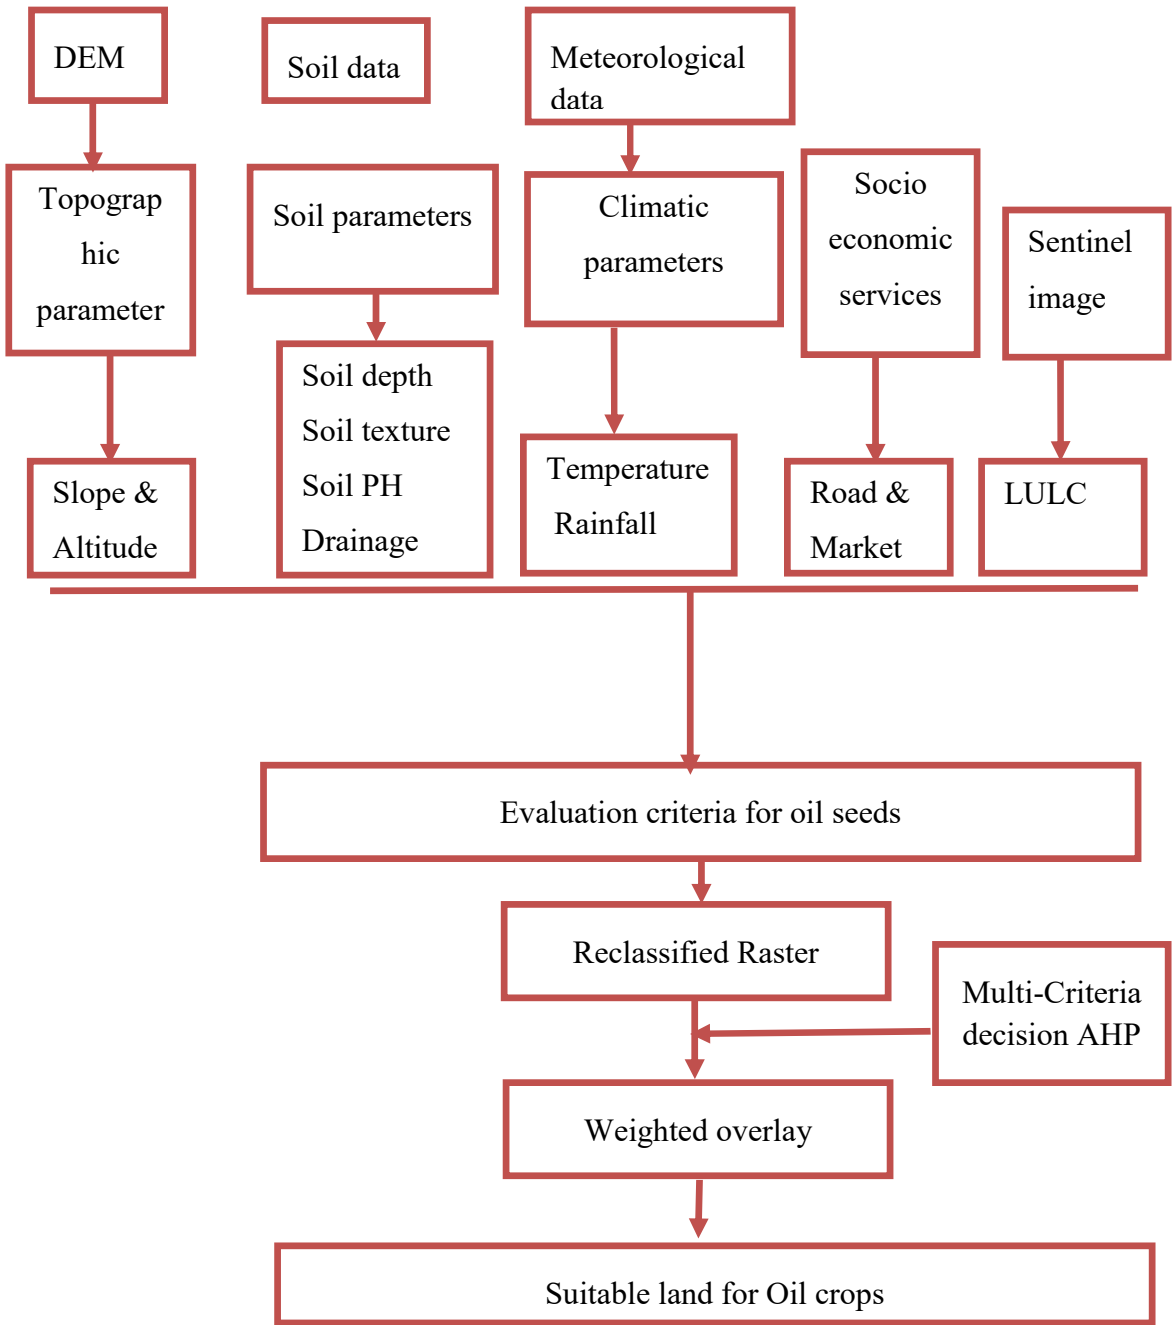 DEM
Soil data
Meteorological
data
Topograp
hic
parameter
Soil parameters
Climatic
parameters
Socio
economic
services
Sentinel
image
Slope &
Altitude
Soil depth
Soil texture
Soil PH
Drainage
Temperature
Rainfall
Road &
Market
LULC
Evaluation criteria for oil seeds
Reclassified Raster
Multi-Criteria
decision AHP
Weighted overlay
Suitable land for Oil crops